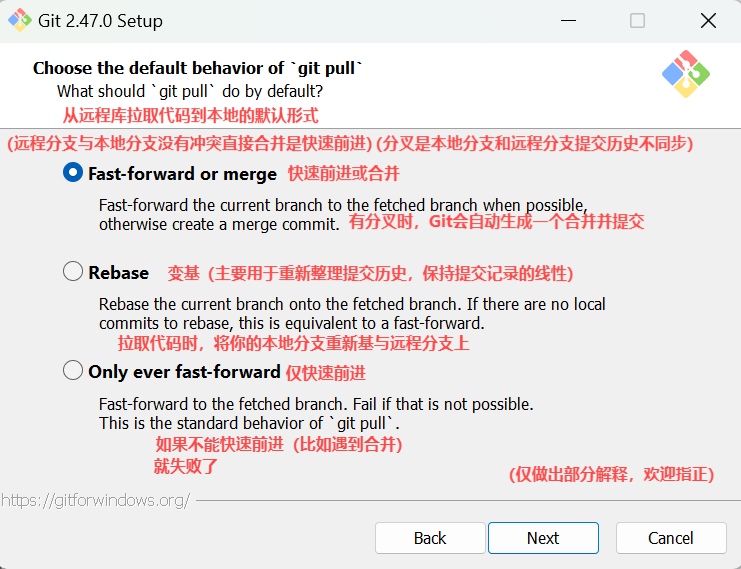 Git 2.47.0 Setup
Choose the default behavior of `git pull`
What should `git pull` do by default?
从远程库拉取代码到本地的默认形式
(远程分支与本地分支没有冲突直接合并是快速前进) (分叉是本地分支和远程分支提交历史不同步)
Fast-forward or merge 快速前进或合并
Fast-forward the current branch to the fetched branch when possible,
otherwise create a merge commit. 有分叉时，Git会自动生成一个合并并提交
Rebase 变基 (主要用于重新整理提交历史，保持提交记录的线性)
Rebase the current branch onto the fetched branch. If there are no local
commits to rebase, this is equivalent to a fast-forward.
拉取代码时，将你的本地分支重新基与远程分支上
Only ever fast-forward 仅快速前进
Fast-forward to the fetched branch. Fail if that is not possible.
This is the standard behavior of `git pull`.
如果不能快速前进（比如遇到合并）
就失败了
(仅做出部分解释，欢迎指正)
https://gitforwindows.org/
Back Next Cancel